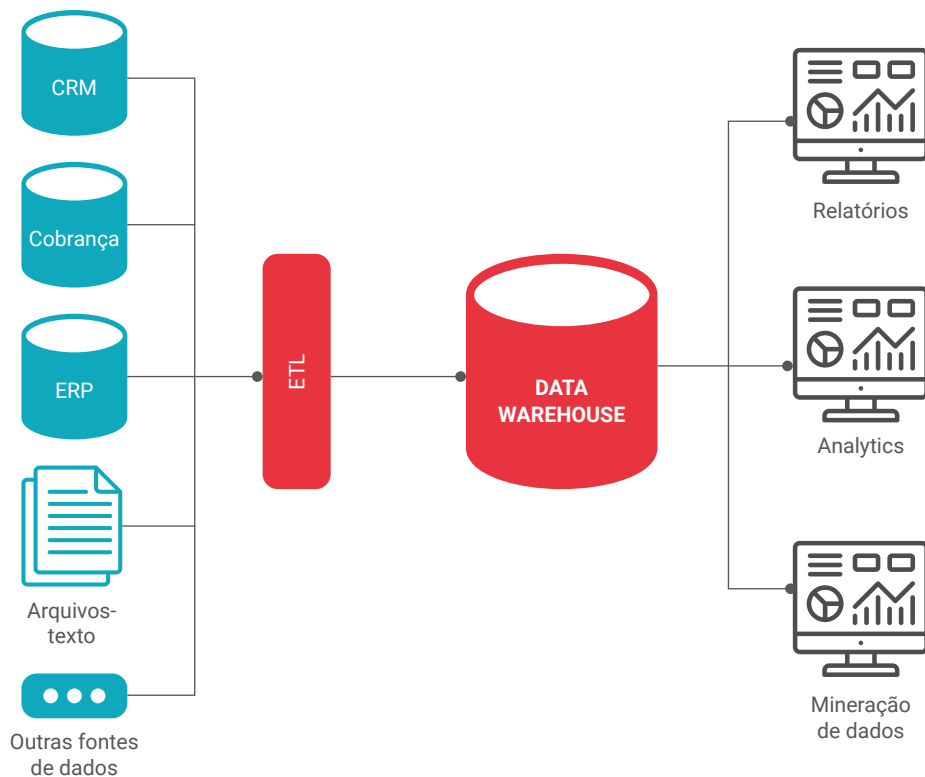 CRM
Cobrança
ERP
Arquivos-
texto
Outras fontes
de dados
ETL
DATA
WAREHOUSE
Relatórios
Analytics
Mineração
de dados